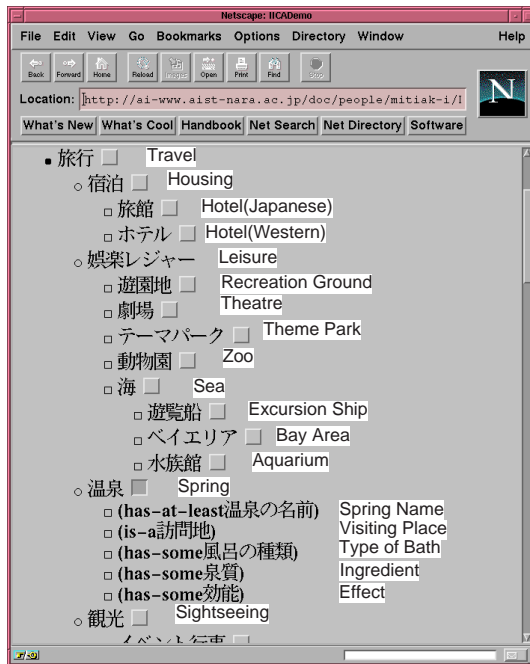 Netscape: IICADemo
File Edit View Go Bookmarks Options Directory Window Help
Back Forward Home Reload Images Open Print Find Stop
Location: http://ai-www.aist-nara.ac.jp/doc/people/mitiak-i/
N
What's New What's Cool Handbook Net Search Net Directory Software
旅行 Travel
宿泊 Housing
旅館 Hotel(Japanese)
ホテル Hotel(Western)
娯楽レジャー Leisure
遊園地 Recreation Ground
劇場 Theatre
テーマパーク Theme Park
動物園 Zoo
海 Sea
遊覧船 Excursion Ship
ベイエリア Bay Area
水族館 Aquarium
温泉 Spring
(has-at-least温泉の名前) Spring Name
(is-a訪問地) Visiting Place
(has-some風呂の種類) Type of Bath
(has-some泉質) Ingredient
(has-some効能) Effect
観光 Sightseeing
イベント行事